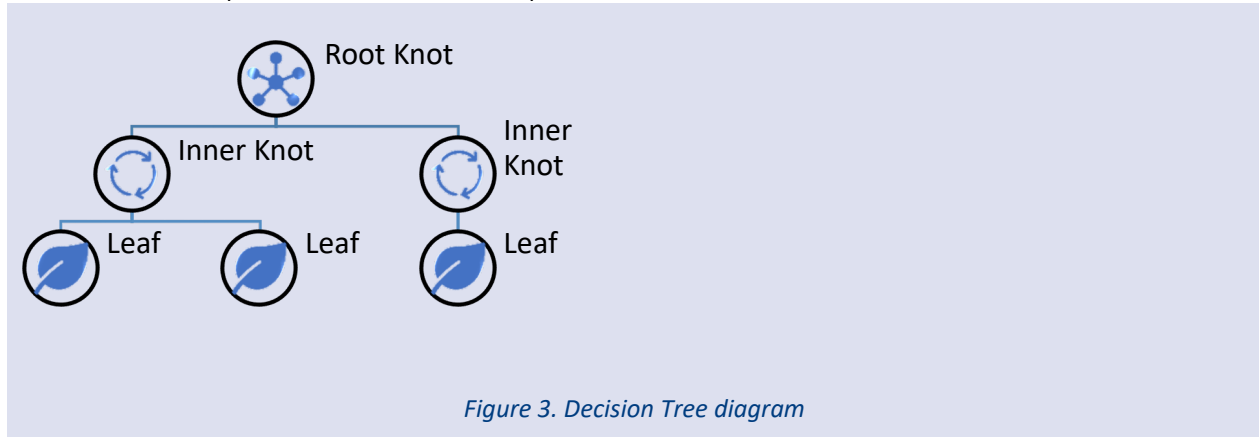 Root Knot
Inner Knot
Inner
Knot
Leaf
Leaf
Leaf
Figure 3. Decision Tree diagram